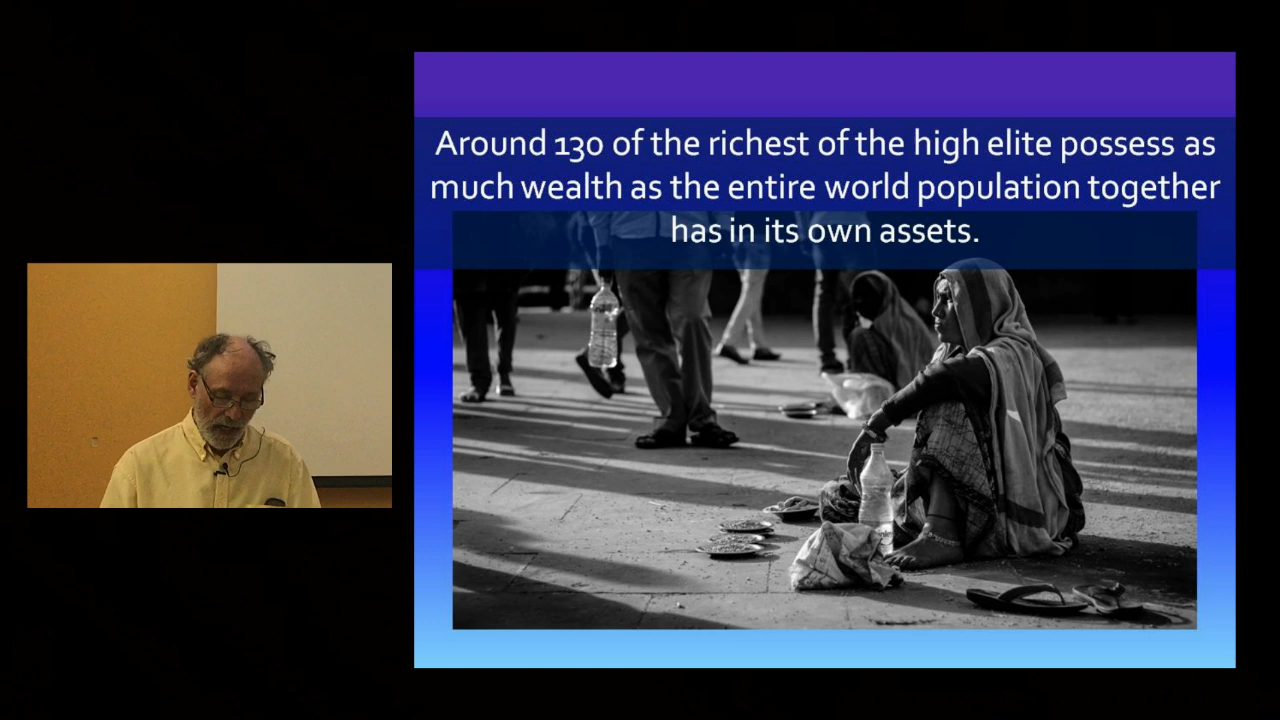 Around 130 of the richest of the high elite possess as
much wealth as the entire world population together
has in its own assets.